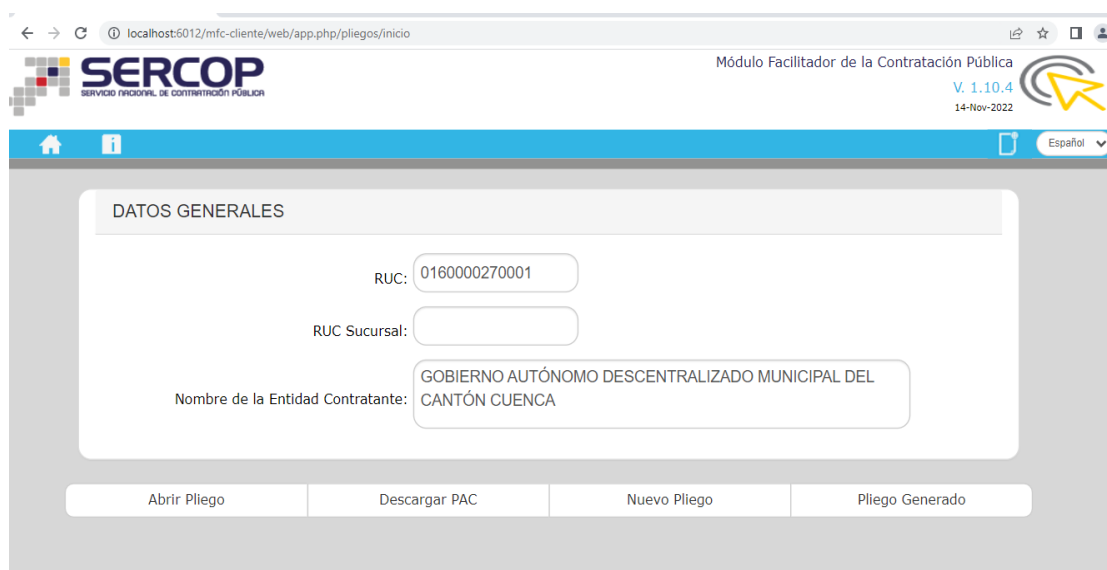 localhost:6012/mfc-cliente/web/app.php/pliegos/inicio
SERCOP
SERVICIO NACIONAL DE CONTRATACIÓN PÚBLICA
Módulo Facilitador de la Contratación Pública
V. 1.10.4
14-Nov-2022
i
Español
DATOS GENERALES
RUC: 0160000270001
RUC Sucursal:
Nombre de la Entidad Contratante: GOBIERNO AUTÓNOMO DESCENTRALIZADO MUNICIPAL DEL
CANTÓN CUENCA
Abrir Pliego Descargar PAC Nuevo Pliego Pliego Generado